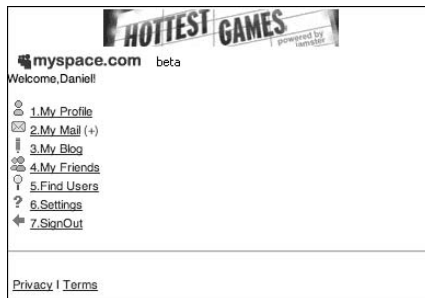 HOTTEST GAMES
powered by
jamster
myspace.com beta
Welcome,Daniel!
1.My Profile
2.My Mail (+)
3.My Blog
4.My Friends
5.Find Users
6.Settings
7.SignOut
Privacy | Terms